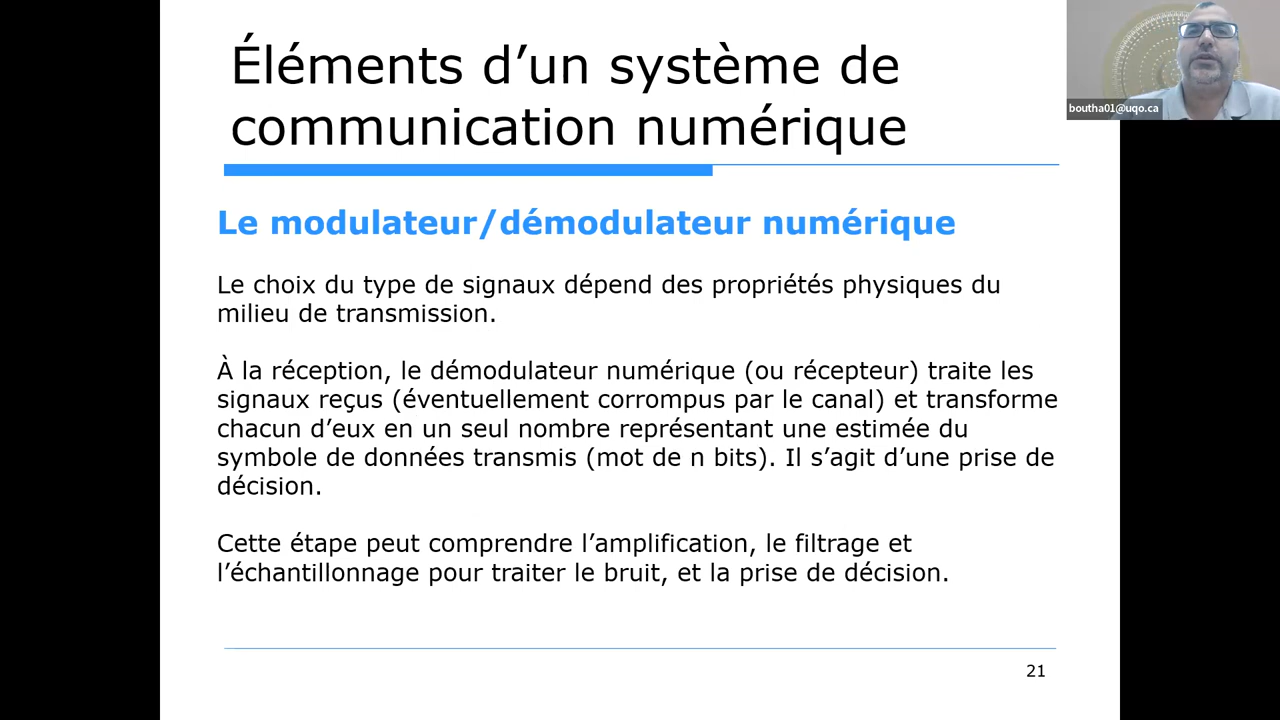 Éléments d’un système de
communication numérique
boutha01@uqo.ca
Le modulateur/démodulateur numérique
Le choix du type de signaux dépend des propriétés physiques du
milieu de transmission.
À la réception, le démodulateur numérique (ou récepteur) traite les
signaux reçus (éventuellement corrompus par le canal) et transforme
chacun d’eux en un seul nombre représentant une estimée du
symbole de données transmis (mot de n bits). Il s’agit d’une prise de
décision.
Cette étape peut comprendre l’amplification, le filtrage et
l’échantillonnage pour traiter le bruit, et la prise de décision.
21